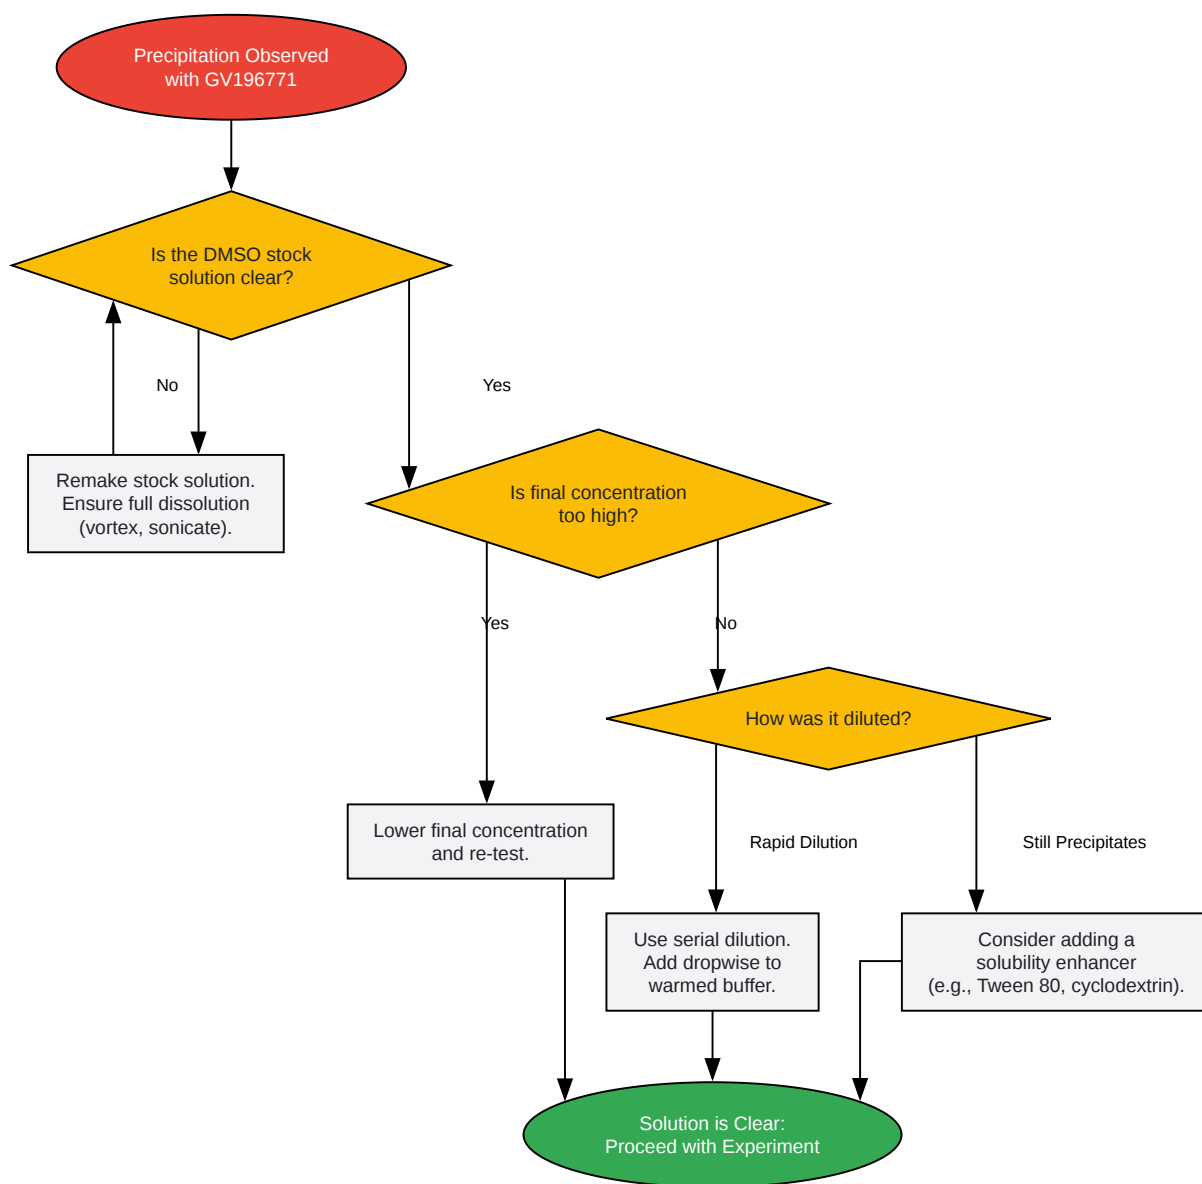 Precipitation Observed
with GV196771
Is the DMSO stock
solution clear?
No
Yes
Remake stock solution.
Ensure full dissolution
(vortex, sonicate).
Is final concentration
too high?
Yes
No
How was it diluted?
Lower final concentration
and re-test.
Rapid Dilution
Still Precipitates
Use serial dilution.
Add dropwise to
warmed buffer.
Consider adding a
solubility enhancer
(e.g., Tween 80, cyclodextrin).
Solution is Clear:
Proceed with Experiment